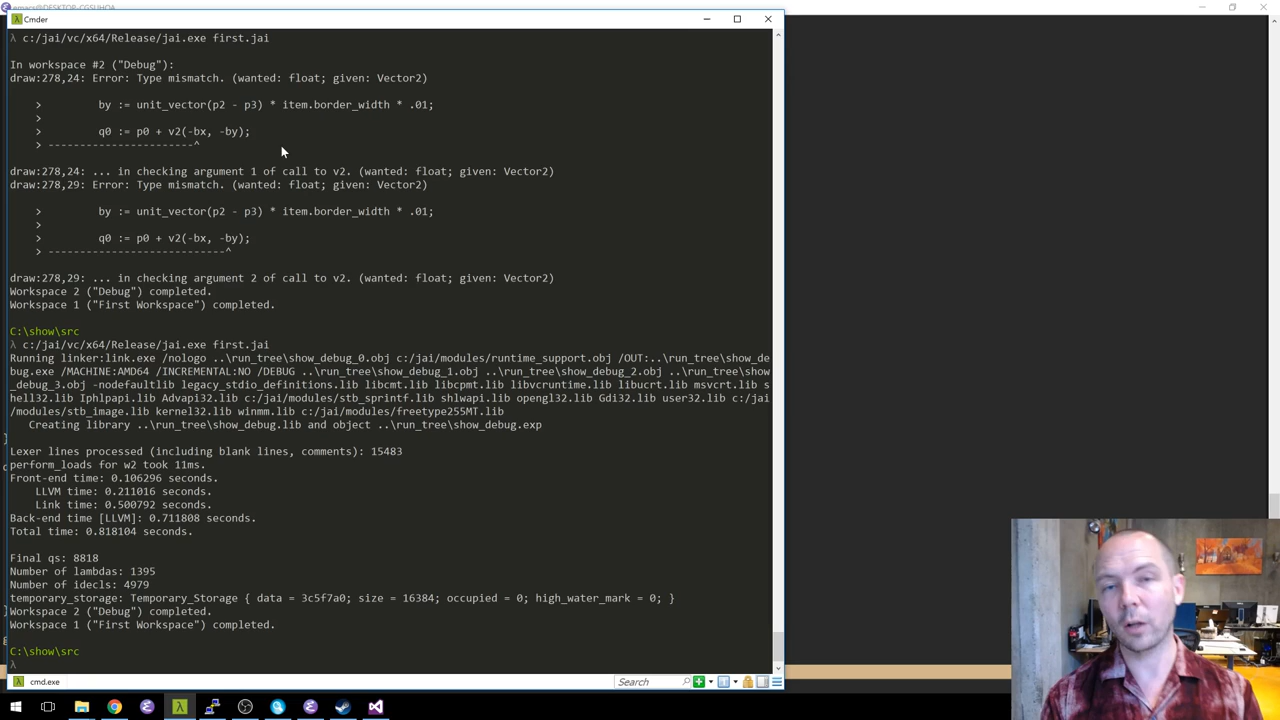 emacs@DESKTOP-CGSUHOA
Cmder
λ c:/jai/vc/x64/Release/jai.exe first.jai
In workspace #2 ("Debug"):
draw:278,24: Error: Type mismatch. (wanted: float; given: Vector2)
> by := unit_vector(p2 - p3) * item.border_width * .01;
>
> q0 := p0 + v2(-bx, -by);
> -----------------------^
draw:278,24: ... in checking argument 1 of call to v2. (wanted: float; given: Vector2)
draw:278,29: Error: Type mismatch. (wanted: float; given: Vector2)
> by := unit_vector(p2 - p3) * item.border_width * .01;
>
> q0 := p0 + v2(-bx, -by);
> ----------------------------^
draw:278,29: ... in checking argument 2 of call to v2. (wanted: float; given: Vector2)
Workspace 2 ("Debug") completed.
Workspace 1 ("First Workspace") completed.
C:\show\src
λ c:/jai/vc/x64/Release/jai.exe first.jai
Running linker:link.exe /nologo ..\run_tree\show_debug_0.obj c:/jai/modules/runtime_support.obj /OUT:..\run_tree\show_de
bug.exe /MACHINE:AMD64 /INCREMENTAL:NO /DEBUG ..\run_tree\show_debug_1.obj ..\run_tree\show_debug_2.obj ..\run_tree\show
_debug_3.obj -nodefaultlib legacy_stdio_definitions.lib libcmt.lib libcpmt.lib libvcruntime.lib libucrt.lib msvcrt.lib s
hell32.lib Iphlpapi.lib Advapi32.lib c:/jai/modules/stb_sprintf.lib shlwapi.lib opengl32.lib Gdi32.lib user32.lib c:/jai
/modules/stb_image.lib kernel32.lib winmm.lib c:/jai/modules/freetype255MT.lib
Creating library ..\run_tree\show_debug.lib and object ..\run_tree\show_debug.exp
Lexer lines processed (including blank lines, comments): 15483
perform_loads for w2 took 11ms.
Front-end time: 0.106296 seconds.
LLVM time: 0.211016 seconds.
Link time: 0.500792 seconds.
Back-end time [LLVM]: 0.711808 seconds.
Total time: 0.818104 seconds.
Final qs: 8818
Number of lambdas: 1395
Number of idecls: 4979
temporary_storage: Temporary_Storage { data = 3c5f7a0; size = 16384; occupied = 0; high_water_mark = 0; }
Workspace 2 ("Debug") completed.
Workspace 1 ("First Workspace") completed.
C:\show\src
λ
cmd.exe
Search